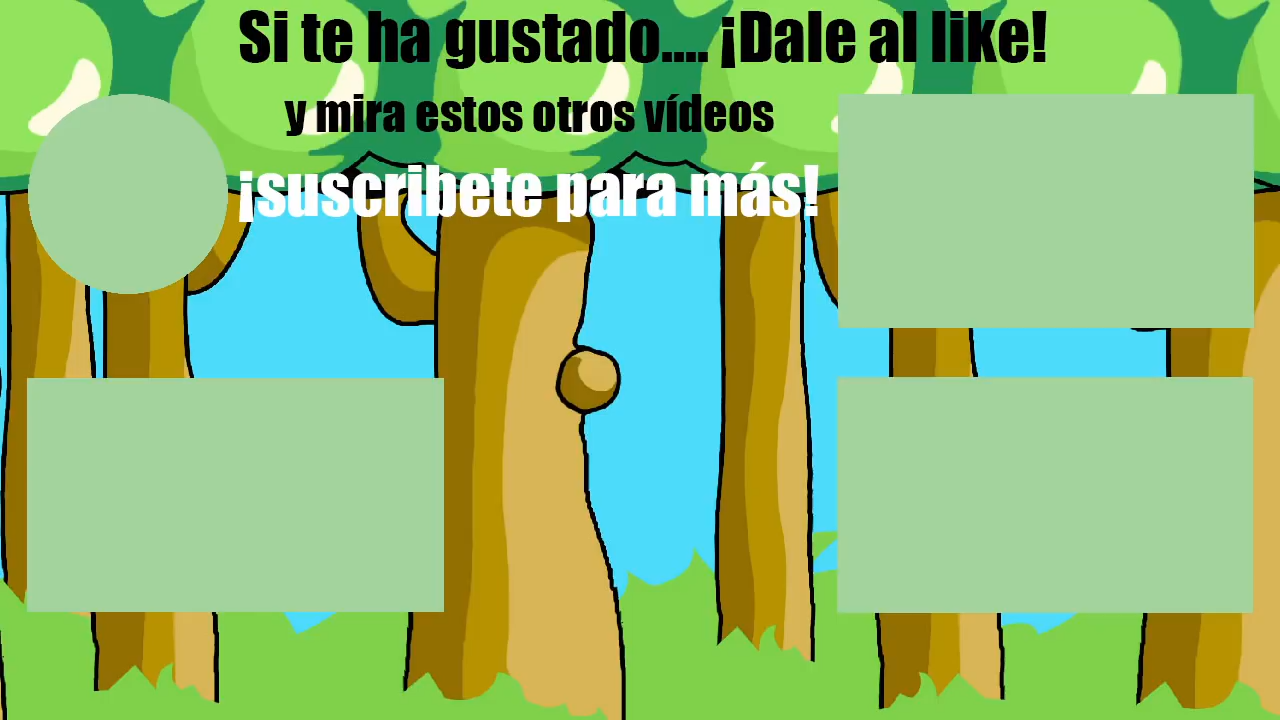 Si te ha gustado.... ¡Dale al like!
y mira estos otros vídeos
¡suscribete para más!